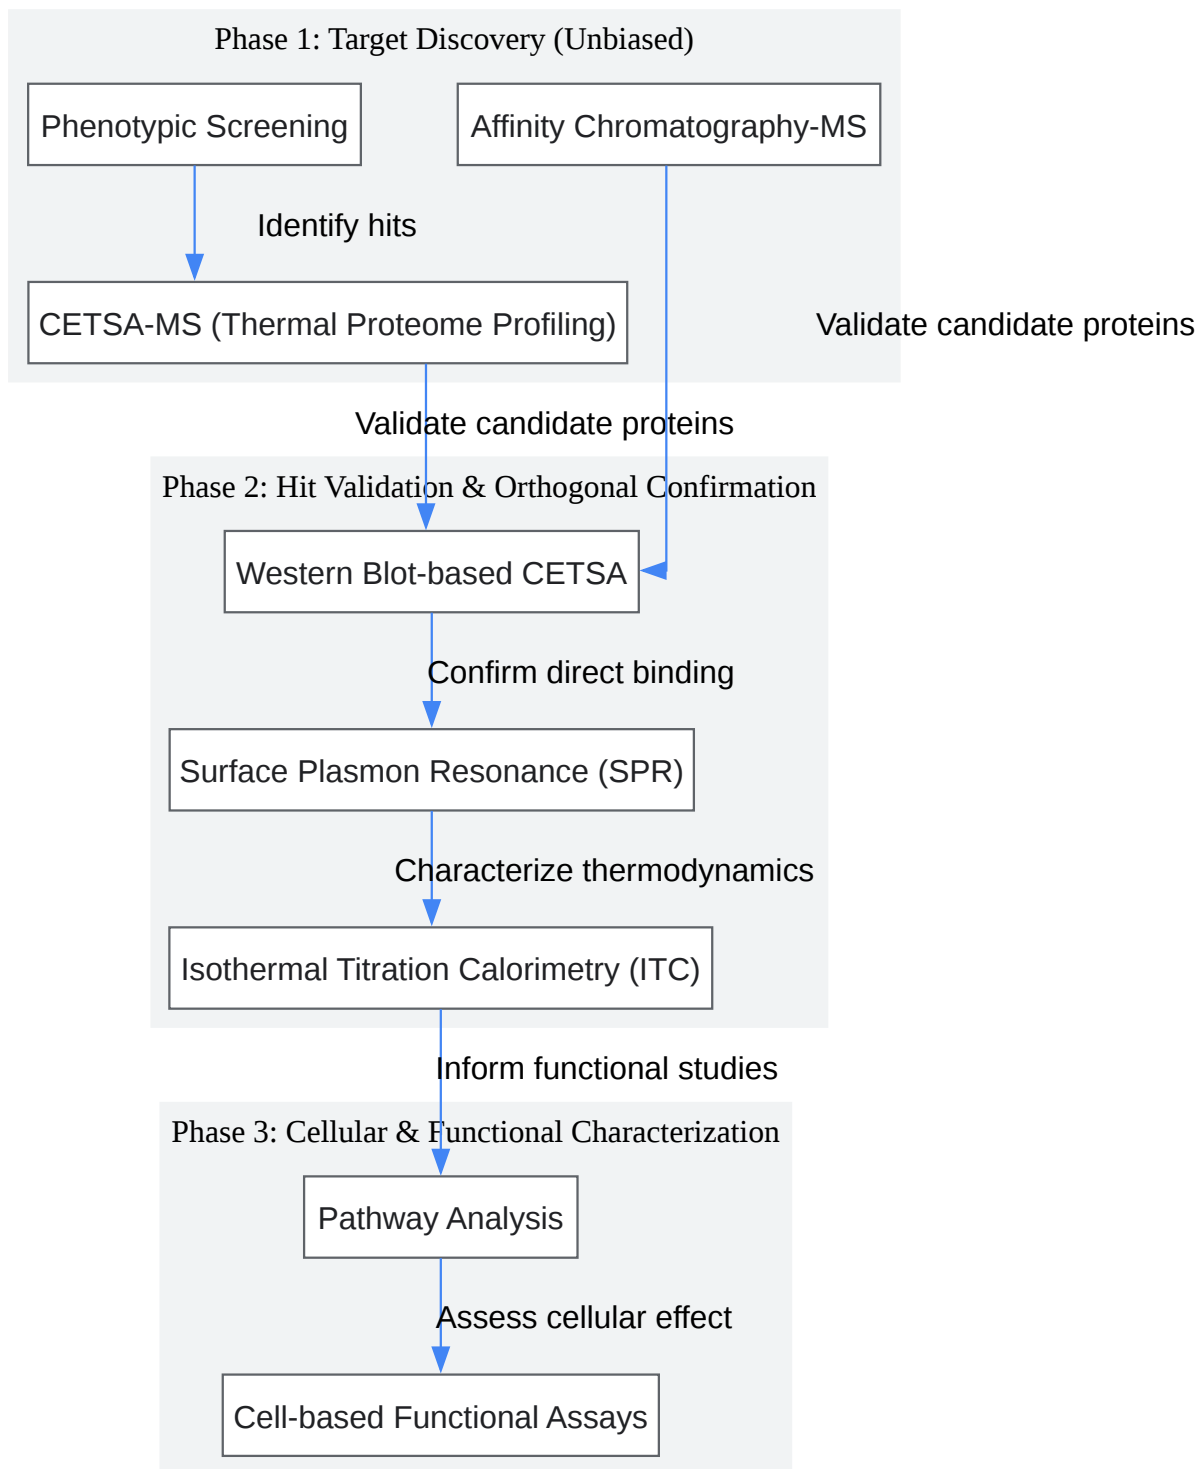 Phase 1: Target Discovery (Unbiased)
Phenotypic Screening
Affinity Chromatography-MS
Identify hits
CETSA-MS (Thermal Proteome Profiling)
Validate candidate proteins
Validate candidate proteins
Phase 2: Hit Validation & Orthogonal Confirmation
Western Blot-based CETSA
Confirm direct binding
Surface Plasmon Resonance (SPR)
Characterize thermodynamics
Isothermal Titration Calorimetry (ITC)
Inform functional studies
Phase 3: Cellular & Functional Characterization
Pathway Analysis
Assess cellular effect
Cell-based Functional Assays